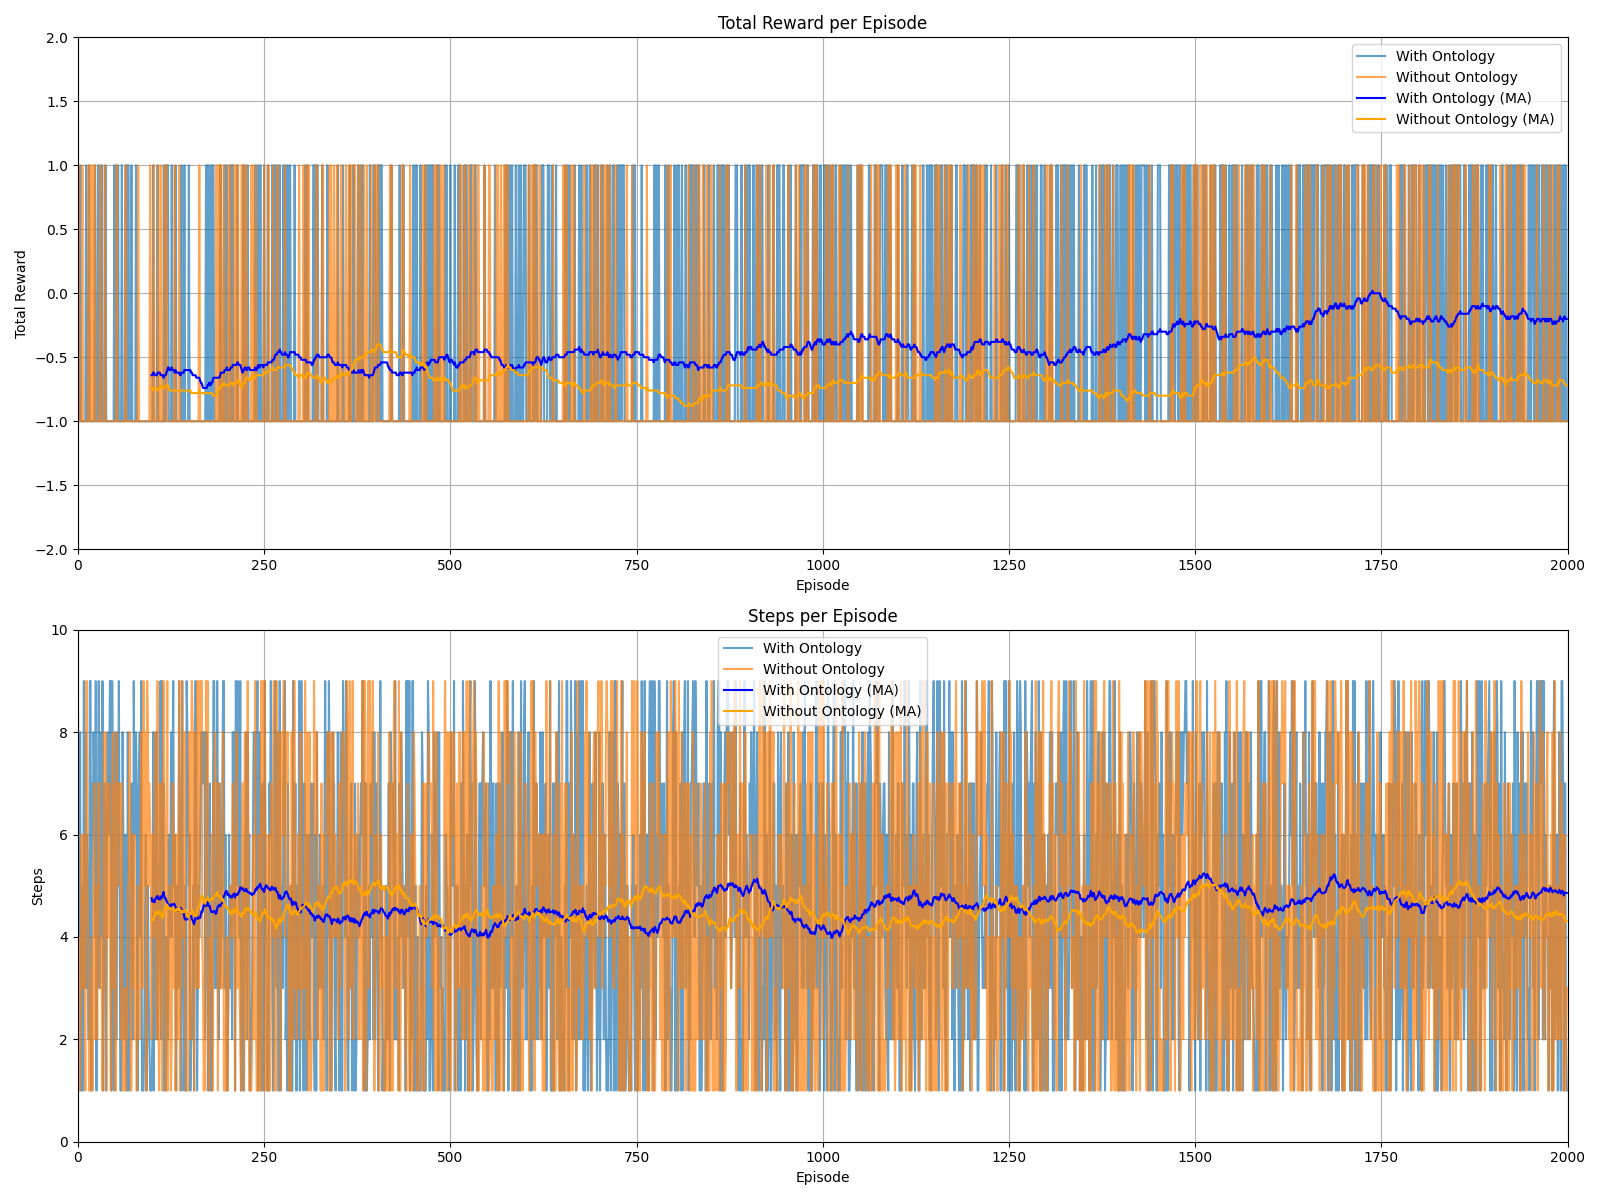 Total Reward per Episode
2.0
1.5
1.0
0.5
0.0
−0.5
−1.0
−1.5
−2.0
Total Reward
With Ontology
Without Ontology
With Ontology (MA)
Without Ontology (MA)
0 250 500 750 1000 1250 1500 1750 2000
Episode
Steps per Episode
10
8
6
4
2
0
Steps
With Ontology
Without Ontology
With Ontology (MA)
Without Ontology (MA)
0 250 500 750 1000 1250 1500 1750 2000
Episode